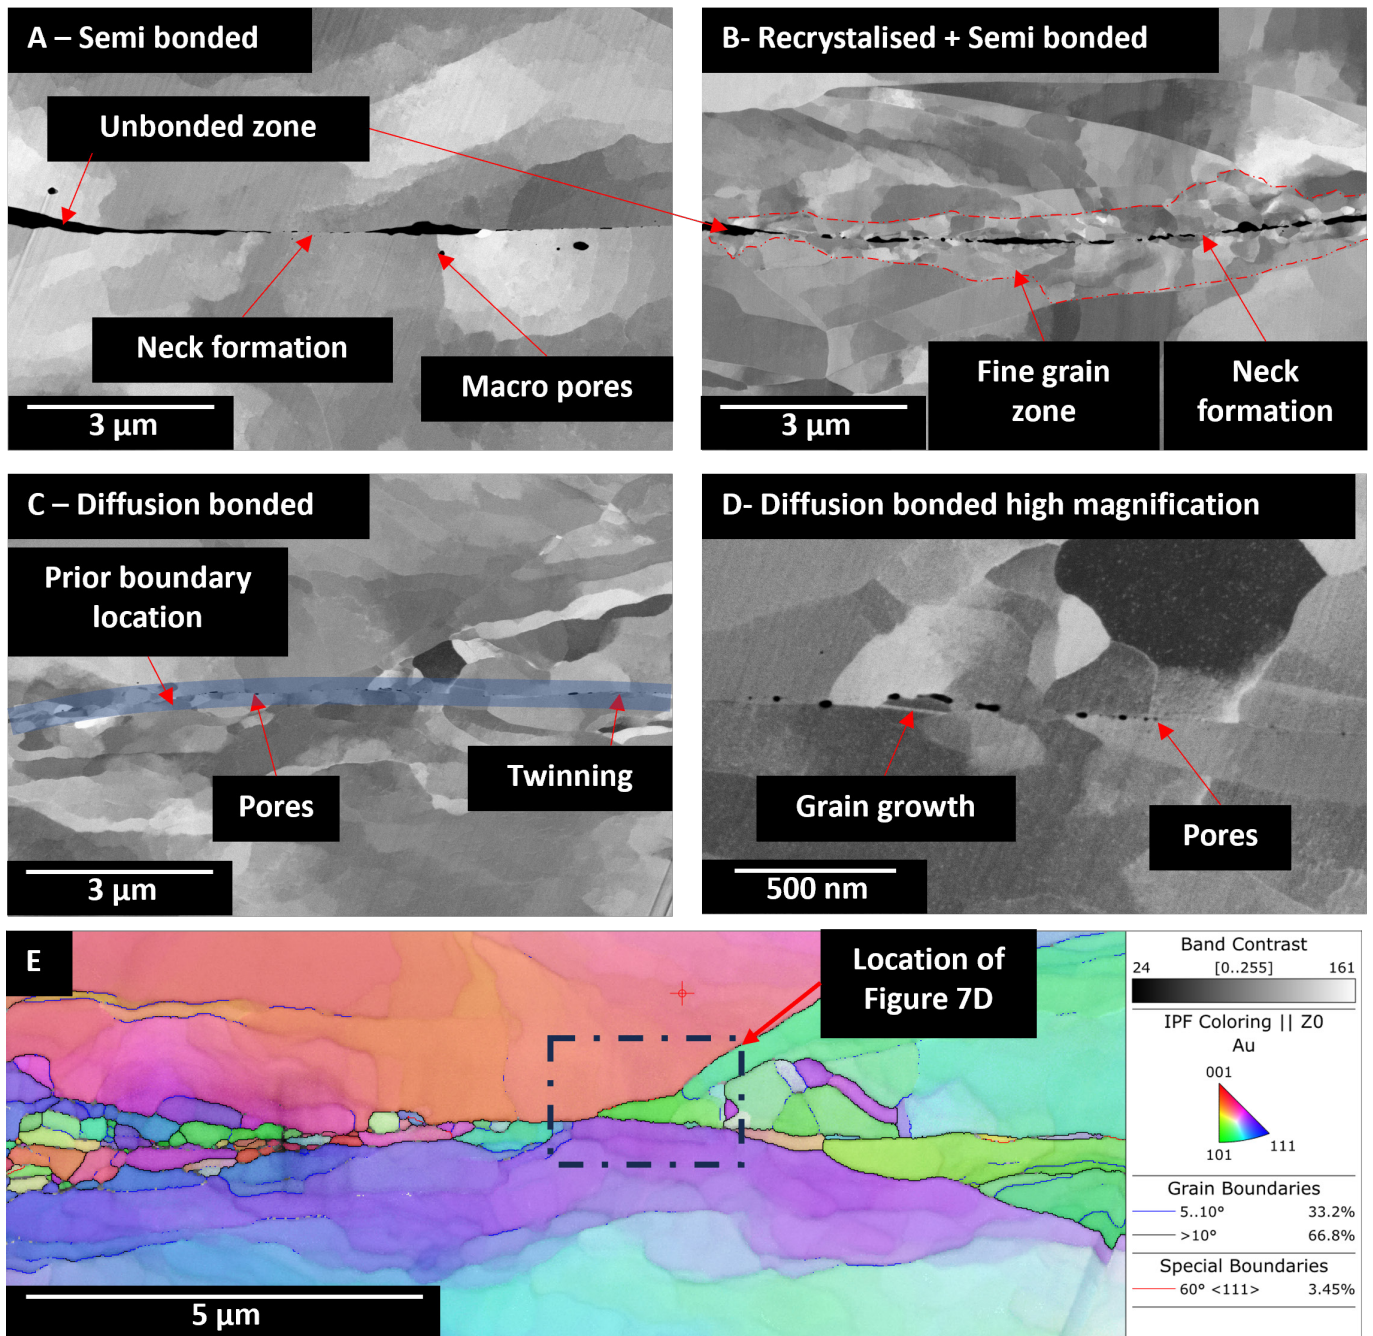 A – Semi bonded
Unbonded zone
Neck formation
Macro pores
3 μm
B- Recrystalised + Semi bonded
Fine grain
zone
Neck
formation
3 μm
C – Diffusion bonded
Prior boundary
location
Pores
Twinning
3 μm
D- Diffusion bonded high magnification
Grain growth
Pores
500 nm
E
Location of
Figure 7D
5 μm
Band Contrast
24 [0..255] 161
IPF Coloring || Z0
Au
001
101 111
Grain Boundaries
5..10° 33.2%
>10° 66.8%
Special Boundaries
60° <111> 3.45%